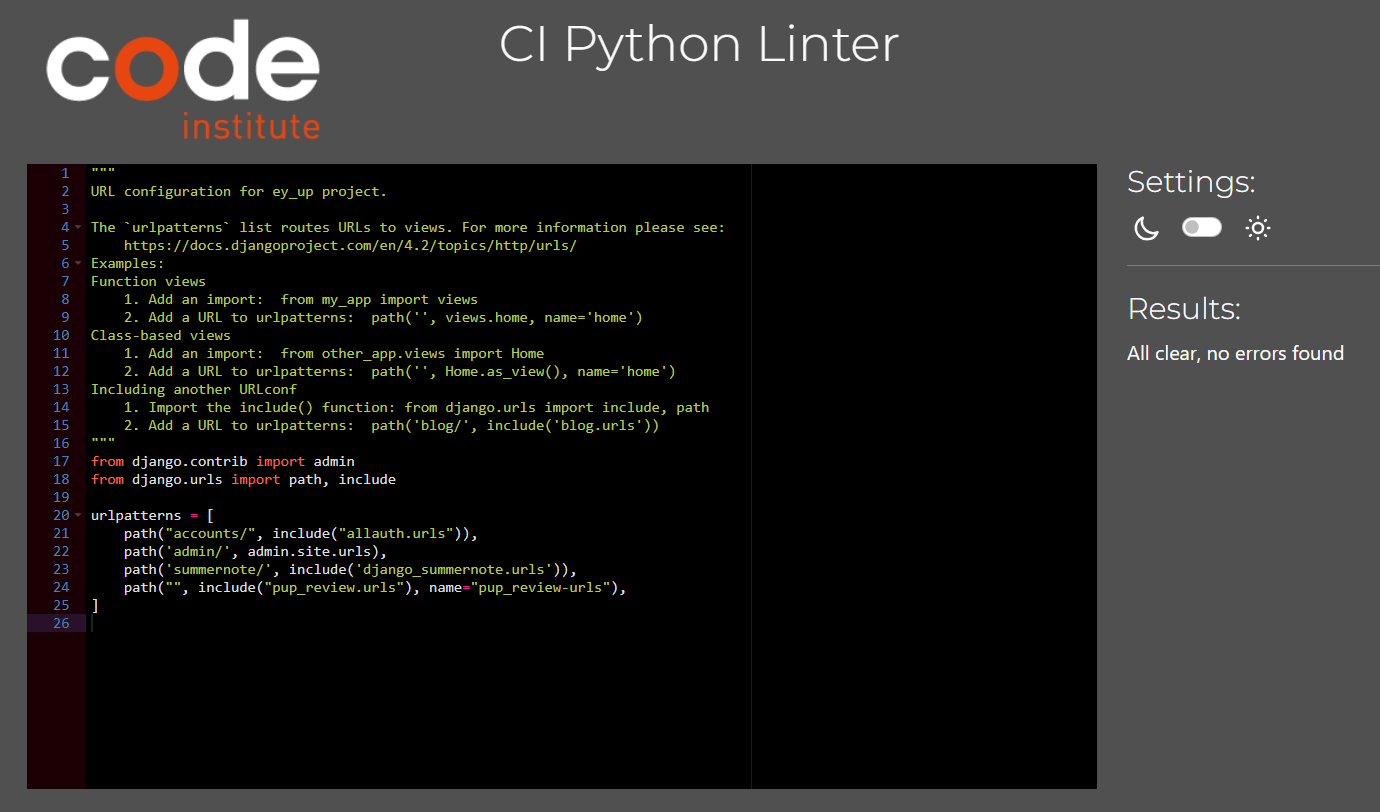 code
institute
CI Python Linter
1 """
2 URL configuration for ey_up project.
3
4 The `urlpatterns` list routes URLs to views. For more information please see:
5     https://docs.djangoproject.com/en/4.2/topics/http/urls/
6 Examples:
7 Function views
8     1. Add an import:  from my_app import views
9     2. Add a URL to urlpatterns:  path('', views.home, name='home')
10 Class-based views
11     1. Add an import:  from other_app.views import Home
12     2. Add a URL to urlpatterns:  path('', Home.as_view(), name='home')
13 Including another URLconf
14     1. Import the include() function: from django.urls import include, path
15     2. Add a URL to urlpatterns:  path('blog/', include('blog.urls'))
16 """
17 from django.contrib import admin
18 from django.urls import path, include
19
20 urlpatterns = [
21     path("accounts/", include("allauth.urls")),
22     path('admin/', admin.site.urls),
23     path('summernote/', include('django_summernote.urls')),
24     path("", include("pup_review.urls"), name="pup_review-urls"),
25 ]
26
Settings:
Results:
All clear, no errors found